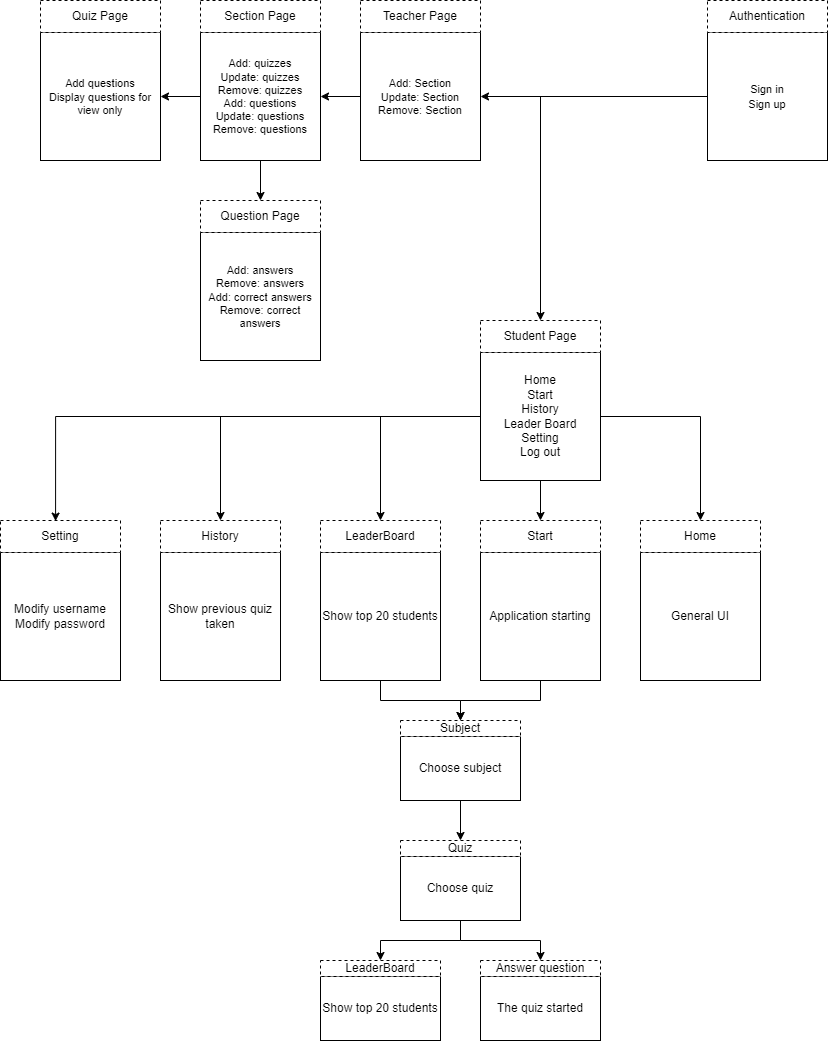 Quiz Page
Add questions
Display questions for
view only
Section Page
Add: quizzes
Update: quizzes
Remove: quizzes
Add: questions
Update: questions
Remove: questions
Teacher Page
Add: Section
Update: Section
Remove: Section
Authentication
Sign in
Sign up
Question Page
Add: answers
Remove: answers
Add: correct answers
Remove: correct
answers
Student Page
Home
Start
History
Leader Board
Setting
Log out
Setting
Modify username
Modify password
History
Show previous quiz
taken
LeaderBoard
Show top 20 students
Start
Application starting
Home
General UI
Subject
Choose subject
Quiz
Choose quiz
LeaderBoard
Show top 20 students
Answer question
The quiz started